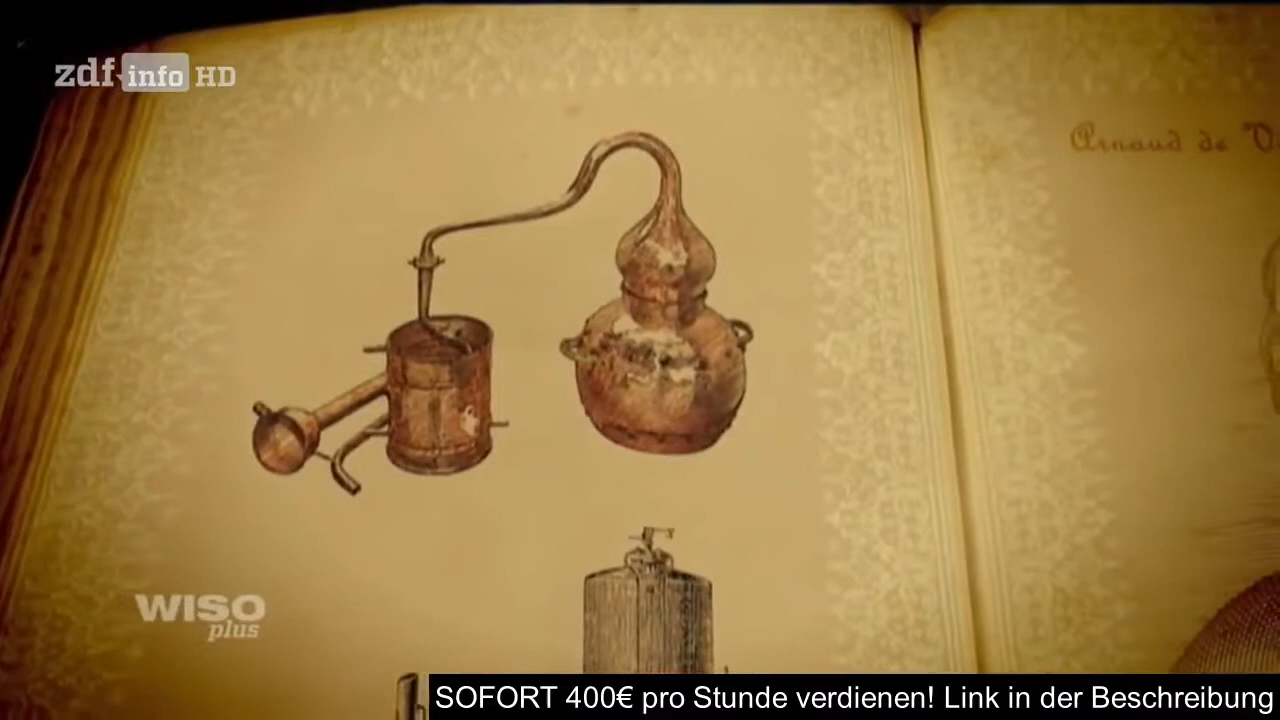 zdf info HD
Arnaud de
WISO
plus
SOFORT 400€ pro Stunde verdienen! Link in der Beschreibung